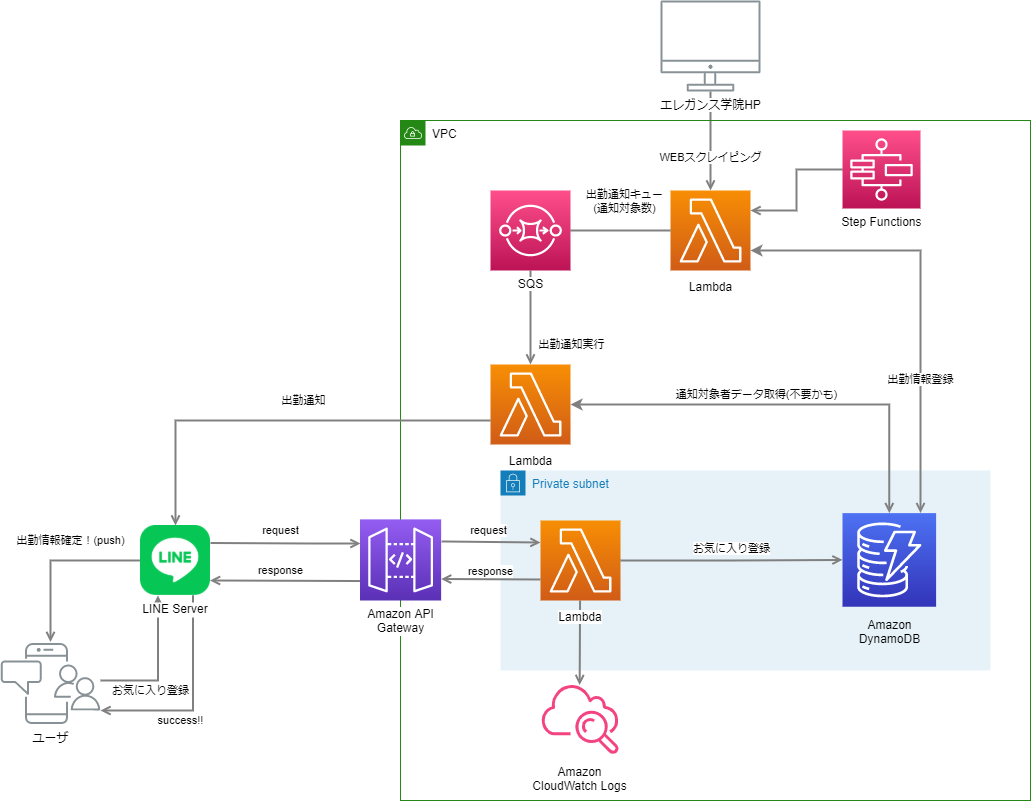 エレガンス学院HP
VPC
WEBスクレイピング
出勤通知キュー
(通知対象数)
Step Functions
SQS
Lambda
出勤通知実行
出勤情報登録
通知対象者データ取得(不要かも)
出勤通知
Lambda
Private subnet
出勤情報確定！(push)
LINE
request
request
お気に入り登録
response
response
LINE Server
Amazon API
Gateway
Lambda
Amazon
DynamoDB
お気に入り登録
success!!
ユーザ
Amazon
CloudWatch Logs